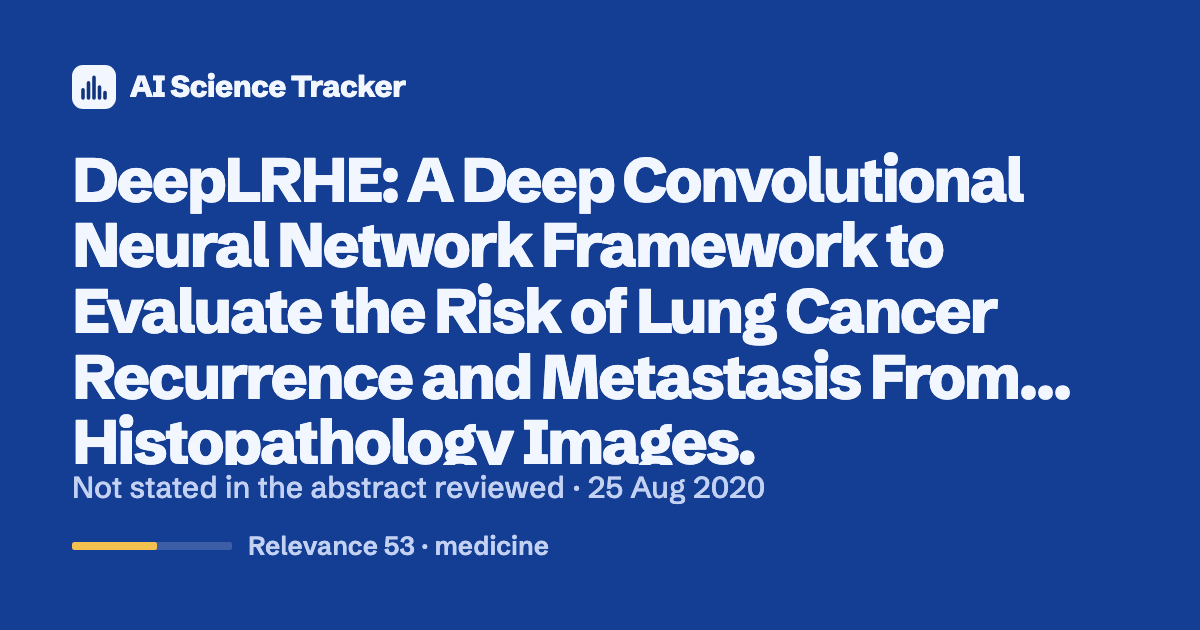 AI Science Tracker
DeepLRHE: A Deep Convolutional
Neural Network Framework to
Evaluate the Risk of Lung Cancer
Recurrence and Metastasis From...
Histopathology Images.
Not stated in the abstract reviewed · 25 Aug 2020
Relevance 53 · medicine